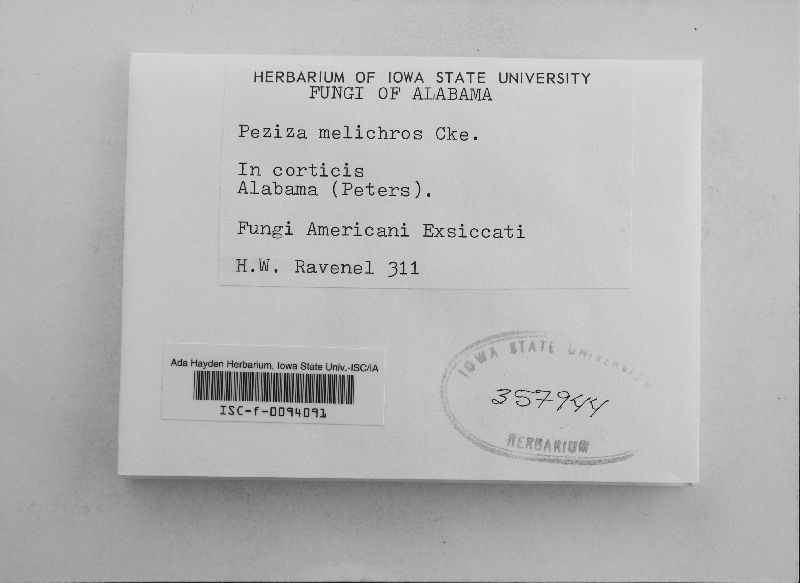 HERBARIUM OF IOWA STATE UNIVERSITY
FUNGI OF ALABAMA
Peziza melichros Cke.
In corticis
Alabama (Peters).
Fungi Americani Exsiccati
H.W. Ravenel 311
Ada Hayden Herbarium, Iowa State Univ.-ISC/IA
ISC-f-0094091
IOWA STATE UNIVERSITY
357944
HERBARIUM